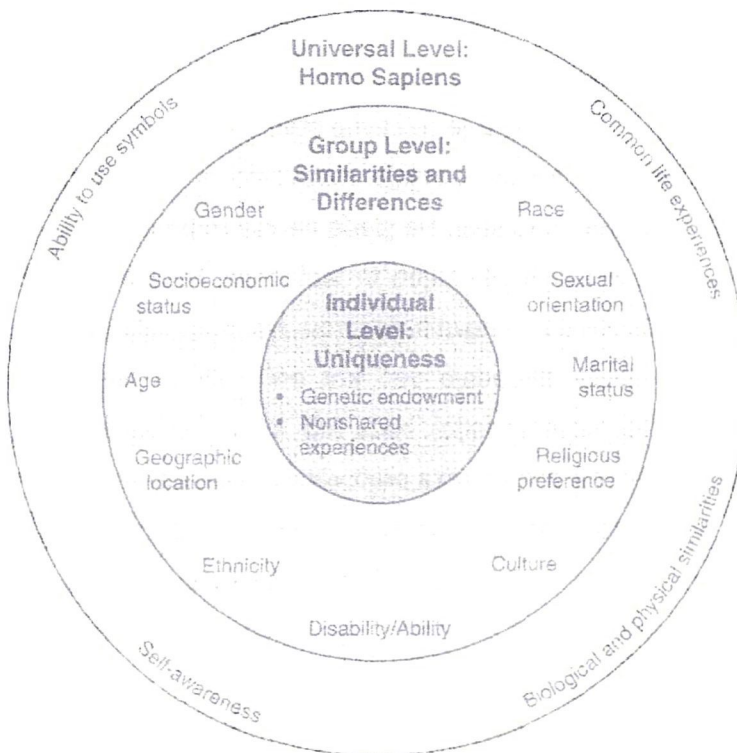 Universal Level:
Homo Sapiens
Ability to use symbols
Common life experiences
Group Level:
Similarities and
Differences
Gender
Race
Socioeconomic
status
Sexual
orientation
Individual
Level:
Uniqueness
• Genetic endowment
• Nonshared
experiences
Age
Marital
status
Geographic
location
Religious
preference
Ethnicity
Culture
Disability/Ability
Self-awareness
Biological and physical similarities